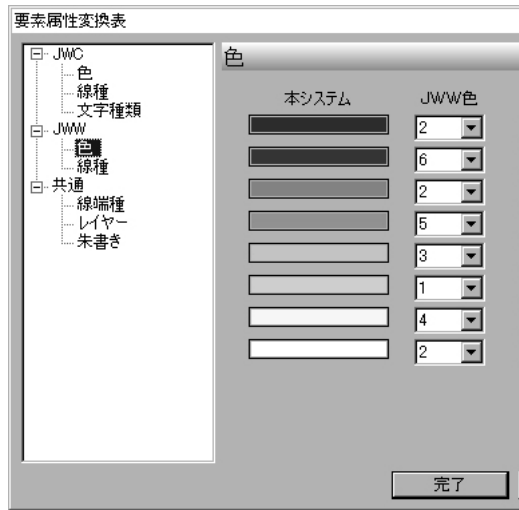 要素属性変換表
JWC
色
線種
文字種類
JWW
色
線種
共通
線端種
レイヤー
朱書き
色
本システム JWW色
2
6
2
5
3
1
4
2
完了